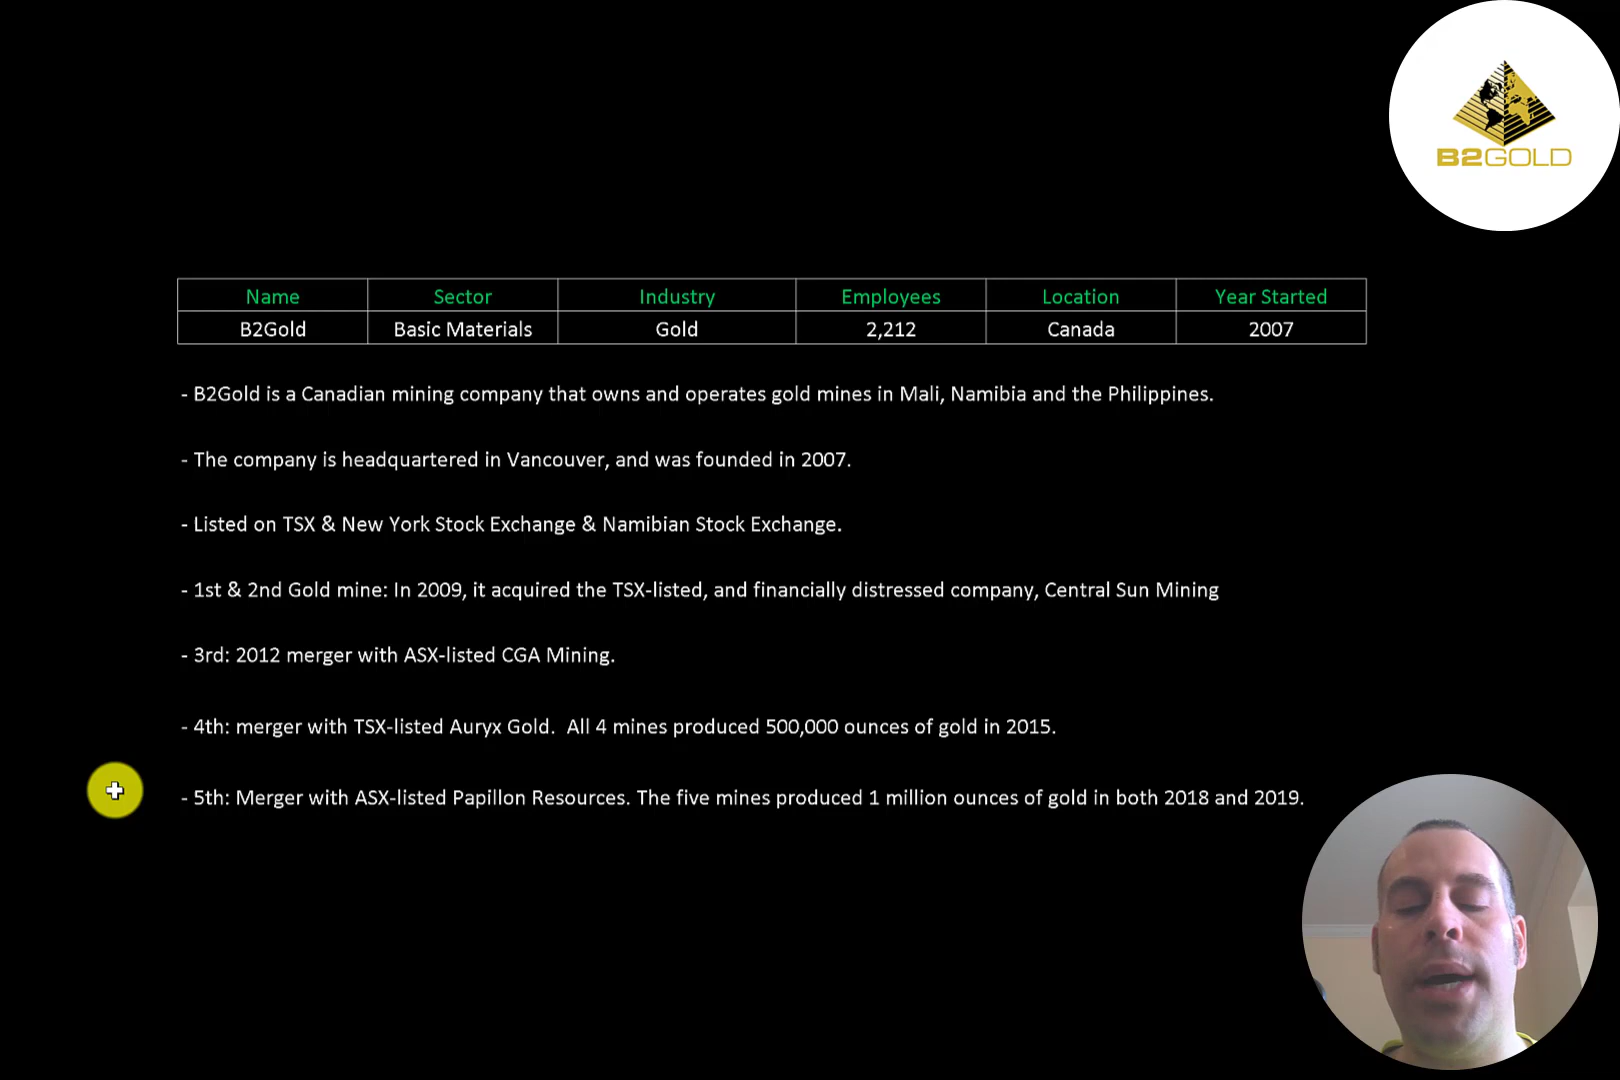 B2GOLD
Name Sector Industry Employees Location Year Started
B2Gold Basic Materials Gold 2,212 Canada 2007
- B2Gold is a Canadian mining company that owns and operates gold mines in Mali, Namibia and the Philippines.
- The company is headquartered in Vancouver, and was founded in 2007.
- Listed on TSX & New York Stock Exchange & Namibian Stock Exchange.
- 1st & 2nd Gold mine: In 2009, it acquired the TSX-listed, and financially distressed company, Central Sun Mining
- 3rd: 2012 merger with ASX-listed CGA Mining.
- 4th: merger with TSX-listed Auryx Gold.  All 4 mines produced 500,000 ounces of gold in 2015.
- 5th: Merger with ASX-listed Papillon Resources. The five mines produced 1 million ounces of gold in both 2018 and 2019.